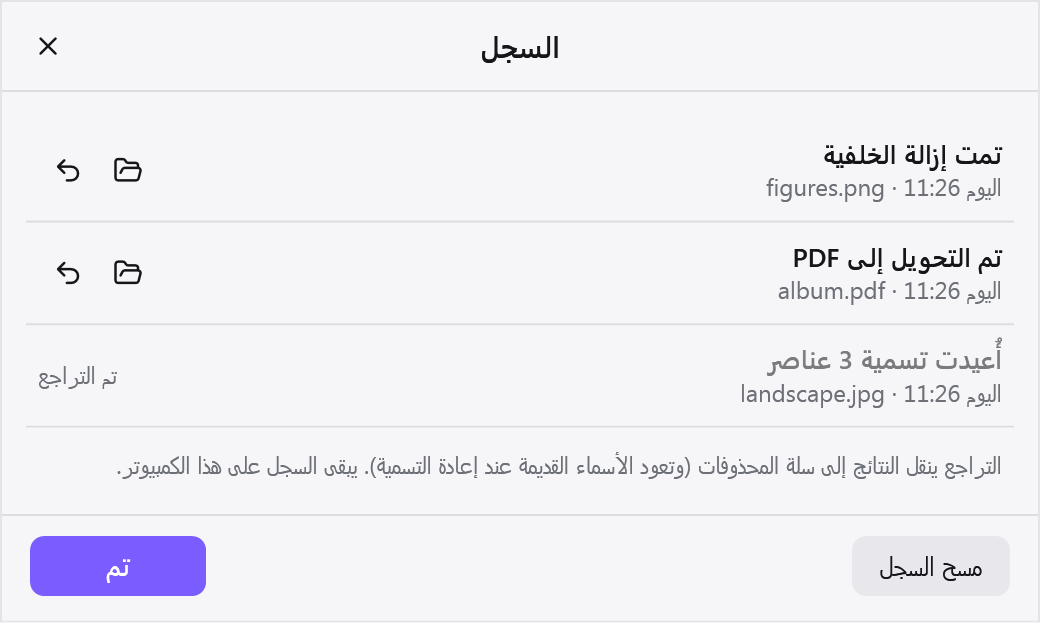 السجل
تمت إزالة الخلفية
اليوم 11:26 · figures.png
تم التحويل إلى PDF
اليوم 11:26 · album.pdf
أُعيدت تسمية 3 عناصر
اليوم 11:26 · landscape.jpg
تم التراجع
التراجع ينقل النتائج إلى سلة المحذوفات (وتعود الأسماء القديمة عند إعادة التسمية). يبقى السجل على هذا الكمبيوتر.
مسح السجل
تم